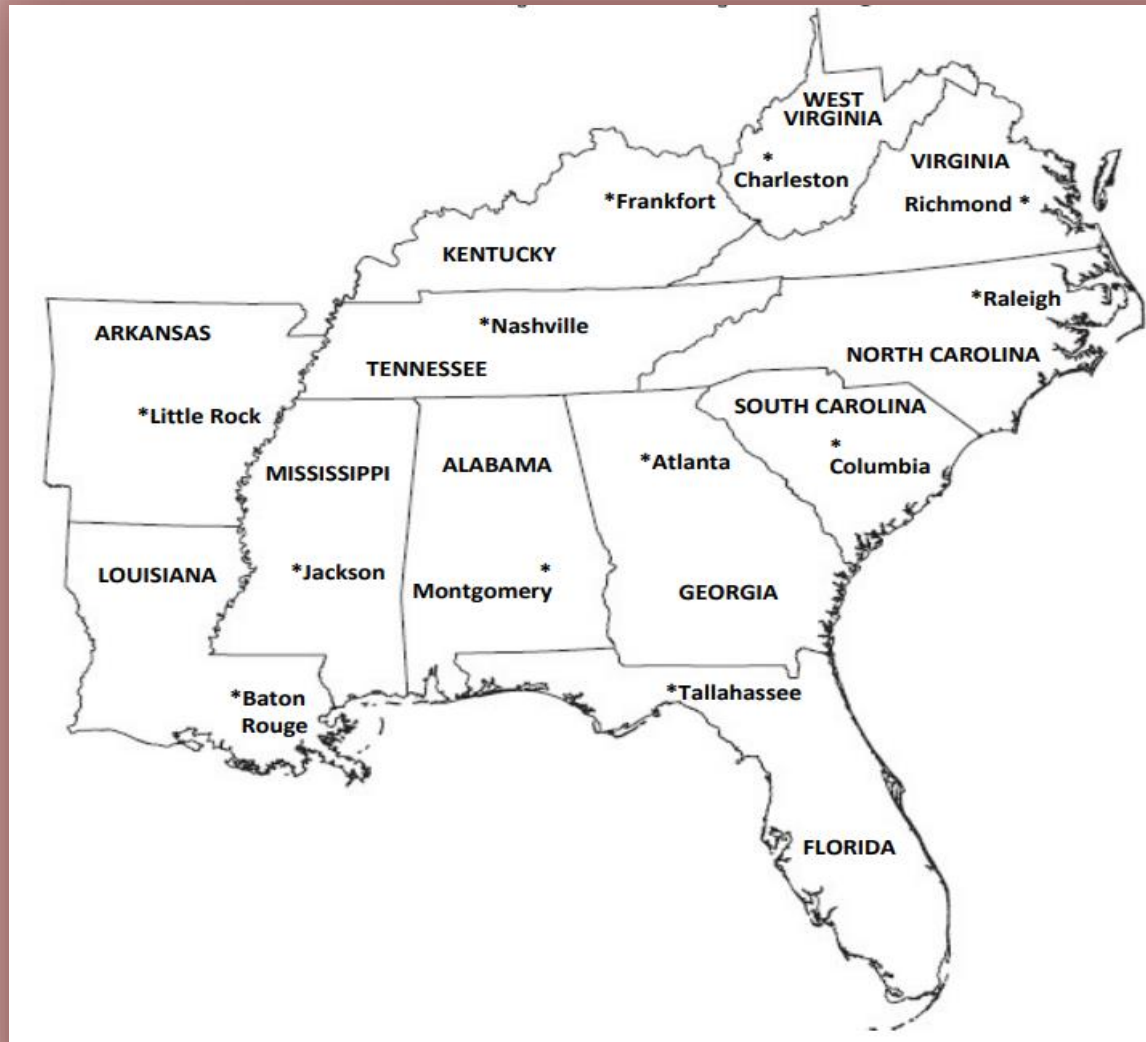 WEST
VIRGINIA
*
Charleston
VIRGINIA
Richmond *
*Frankfort
KENTUCKY
*Raleigh
NORTH CAROLINA
*Nashville
TENNESSEE
ARKANSAS
*Little Rock
SOUTH CAROLINA
*
Columbia
*Atlanta
GEORGIA
ALABAMA
*
Montgomery
MISSISSIPPI
*Jackson
LOUISIANA
*Baton
Rouge
*Tallahassee
FLORIDA